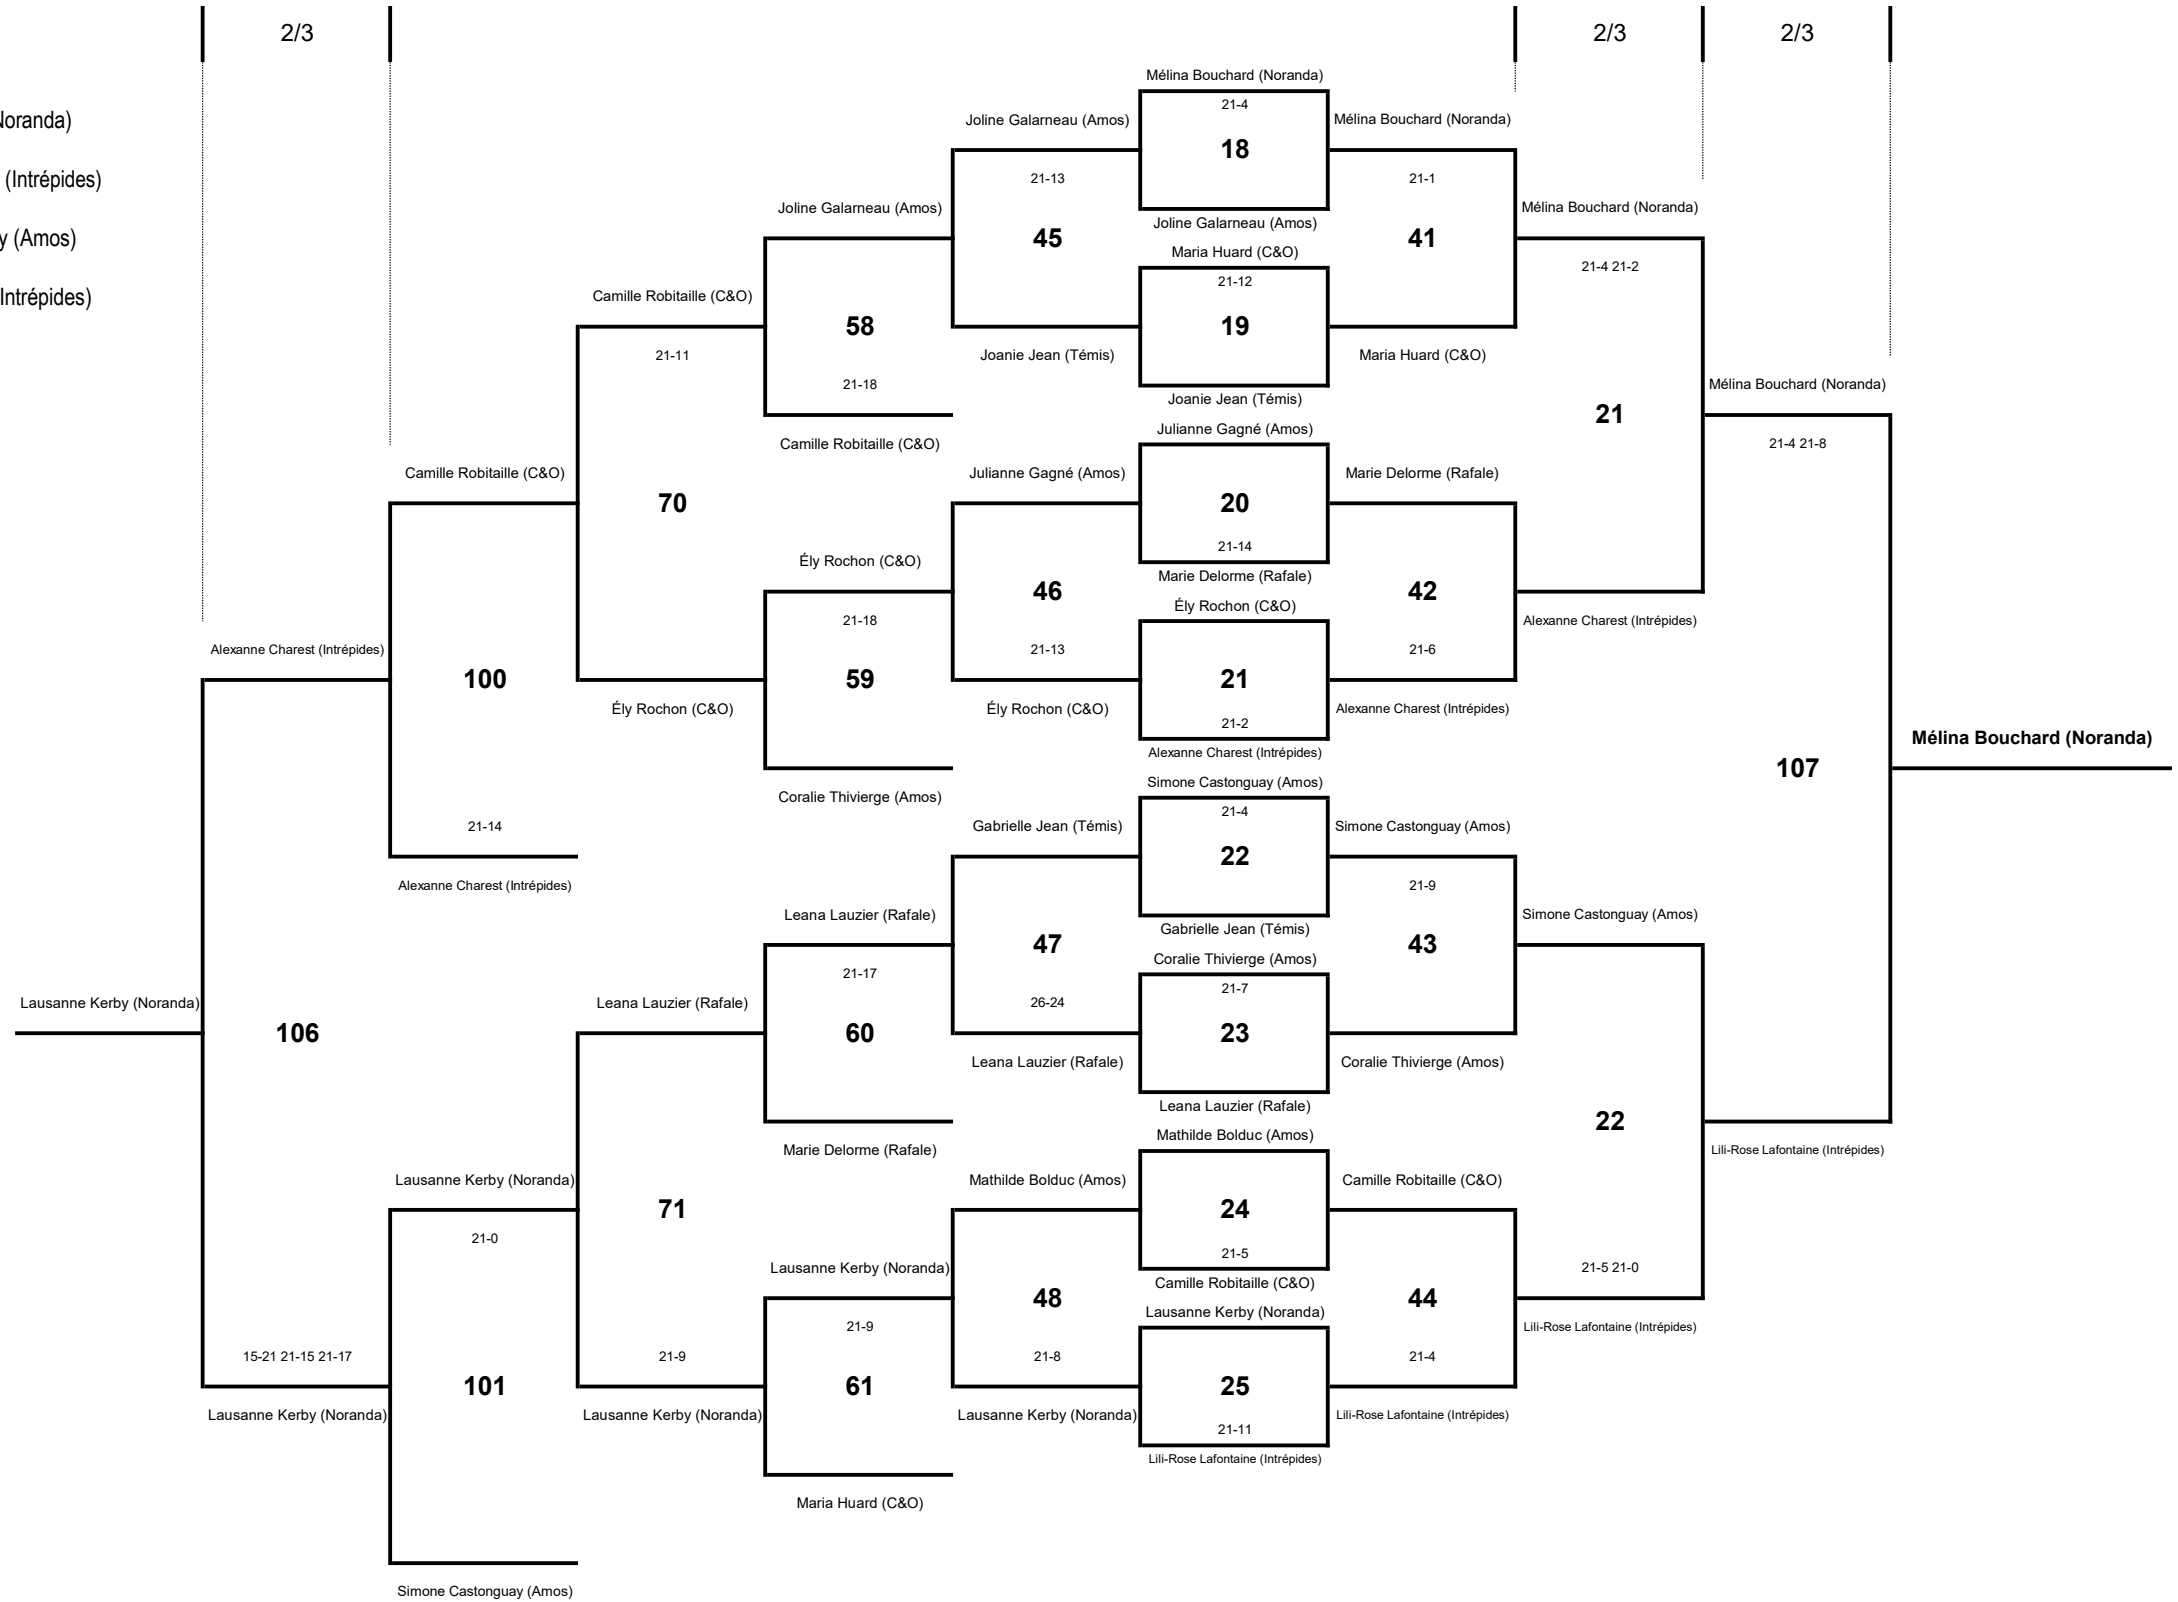 2/3
2/3
2/3
Mélina Bouchard (Noranda)
21-4
Noranda)
Joline Galarneau (Amos)
Mélina Bouchard (Noranda)
18
(Intrépides)
21-13
21-1
Joline Galarneau (Amos)
Mélina Bouchard (Noranda)
Joline Galarneau (Amos)
y (Amos)
45
41
Maria Huard (C&O)
21-4 21-2
21-12
Intrépides)
Camille Robitaille (C&O)
58
19
21-11
Joanie Jean (Témis)
Maria Huard (C&O)
21-18
Mélina Bouchard (Noranda)
Joanie Jean (Témis)
21
Julianne Gagné (Amos)
Camille Robitaille (C&O)
21-4 21-8
Camille Robitaille (C&O)
Julianne Gagné (Amos)
Marie Delorme (Rafale)
70
20
21-14
Ély Rochon (C&O)
Marie Delorme (Rafale)
46
42
Ély Rochon (C&O)
21-18
Alexanne Charest (Intrépides)
Alexanne Charest (Intrépides)
21-13
21-6
100
59
21
Ély Rochon (C&O)
Ély Rochon (C&O)
Alexanne Charest (Intrépides)
21-2
Mélina Bouchard (Noranda)
Alexanne Charest (Intrépides)
107
Simone Castonguay (Amos)
Coralie Thivierge (Amos)
21-4
21-14
Gabrielle Jean (Témis)
Simone Castonguay (Amos)
22
Alexanne Charest (Intrépides)
21-9
Leana Lauzier (Rafale)
Simone Castonguay (Amos)
Gabrielle Jean (Témis)
47
43
Coralie Thivierge (Amos)
21-17
21-7
Lausanne Kerby (Noranda)
Leana Lauzier (Rafale)
26-24
106
60
23
Leana Lauzier (Rafale)
Coralie Thivierge (Amos)
Leana Lauzier (Rafale)
22
Mathilde Bolduc (Amos)
Marie Delorme (Rafale)
Lili-Rose Lafontaine (Intrépides)
Lausanne Kerby (Noranda)
Mathilde Bolduc (Amos)
Camille Robitaille (C&O)
71
24
21-0
21-5
Lausanne Kerby (Noranda)
21-5 21-0
Camille Robitaille (C&O)
48
44
Lausanne Kerby (Noranda)
21-9
Lili-Rose Lafontaine (Intrépides)
15-21 21-15 21-17
21-9
21-8
21-4
101
61
25
Lausanne Kerby (Noranda)
Lausanne Kerby (Noranda)
Lausanne Kerby (Noranda)
Lili-Rose Lafontaine (Intrépides)
21-11
Lili-Rose Lafontaine (Intrépides)
Maria Huard (C&O)
Simone Castonguay (Amos)